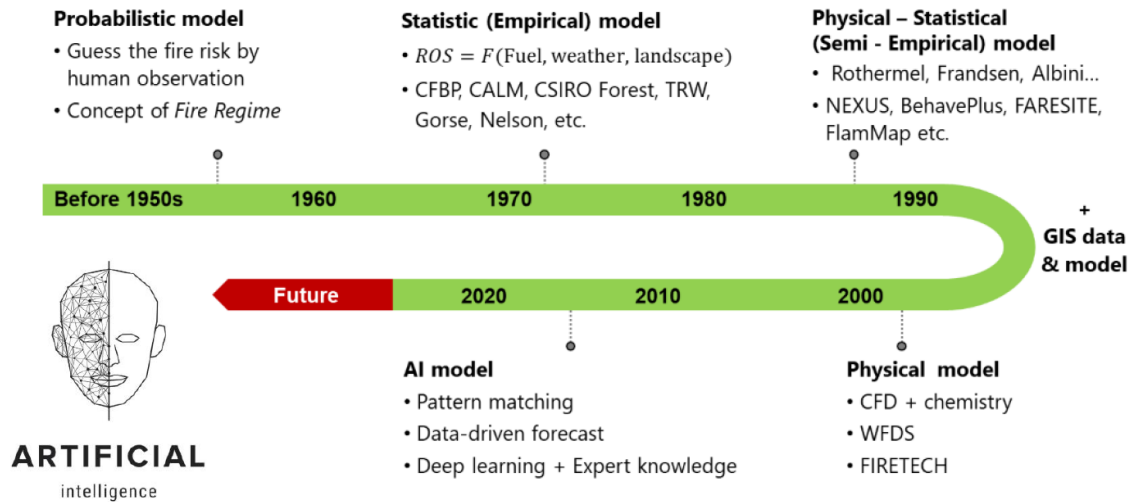 Probabilistic model
• Guess the fire risk by
human observation
• Concept of Fire Regime
Statistic (Empirical) model
• ROS = F(Fuel, weather, landscape)
• CFBP, CALM, CSIRO Forest, TRW,
Gorse, Nelson, etc.
Physical – Statistical
(Semi - Empirical) model
• Rothermel, Frandsen, Albini...
• NEXUS, BehavePlus, FARESITE,
FlamMap etc.
Before 1950s 1960 1970 1980 1990
+
GIS data
& model
Future 2020 2010 2000
AI model
• Pattern matching
• Data-driven forecast
• Deep learning + Expert knowledge
Physical model
• CFD + chemistry
• WFDS
• FIRETECH
ARTIFICIAL
intelligence